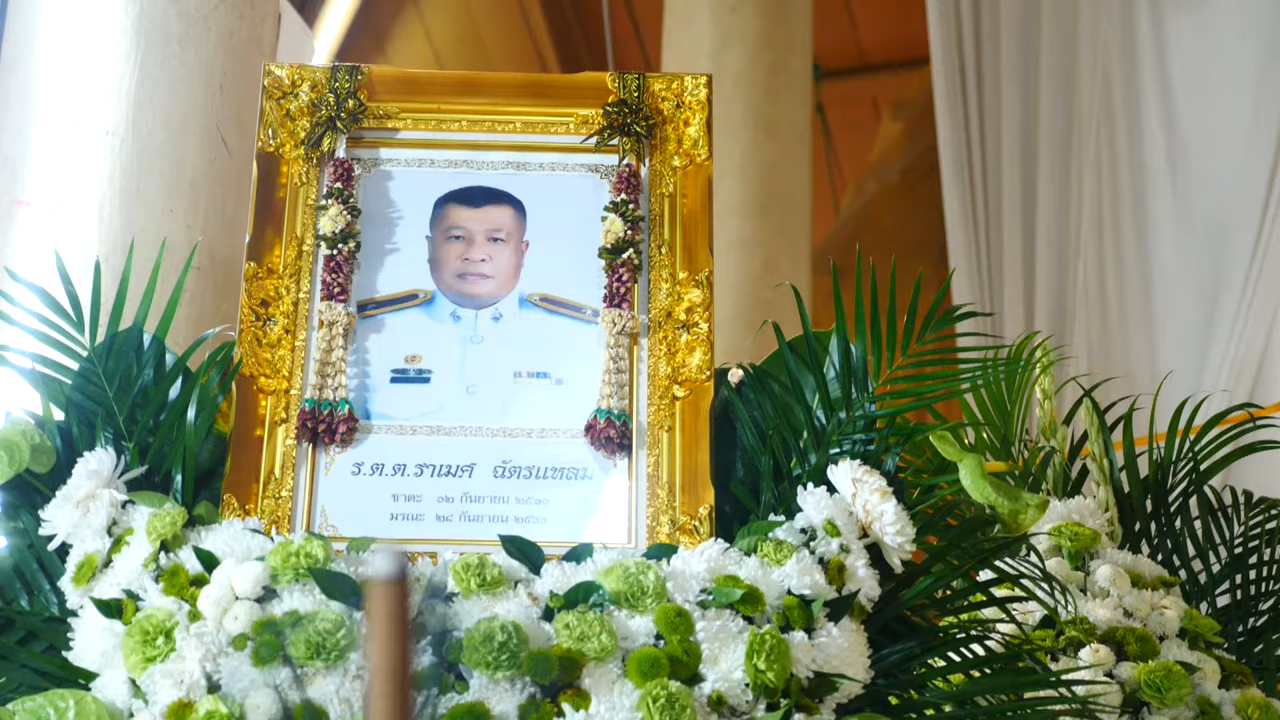 ร.ต.ต.ราเมศ ฉัตรแหลม
ชาตะ ๑๒ กันยายน
มรณะ ๒๘ กันยายน